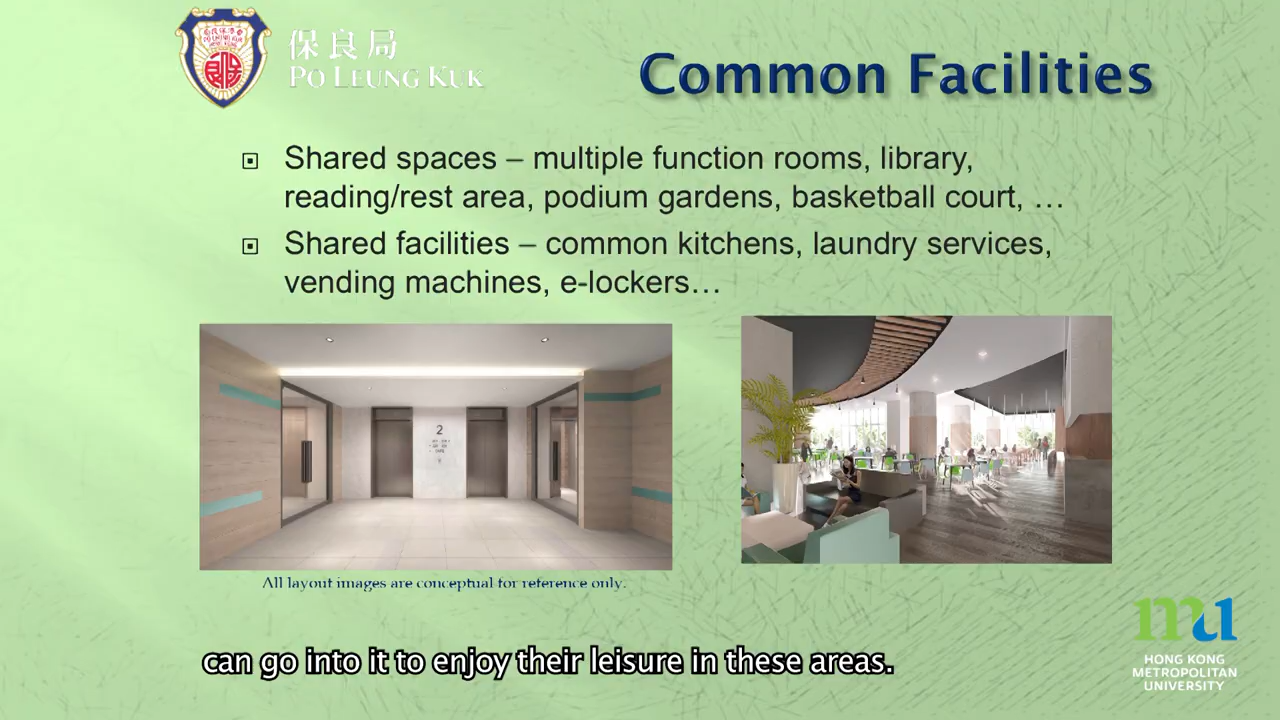 保良局
PO LEUNG KUK
Common Facilities
Shared spaces – multiple function rooms, library,
reading/rest area, podium gardens, basketball court, …
Shared facilities – common kitchens, laundry services,
vending machines, e-lockers…
2
All layout images are conceptual for reference only.
can go into it to enjoy their leisure in these areas.
mu
HONG KONG
METROPOLITAN
UNIVERSITY